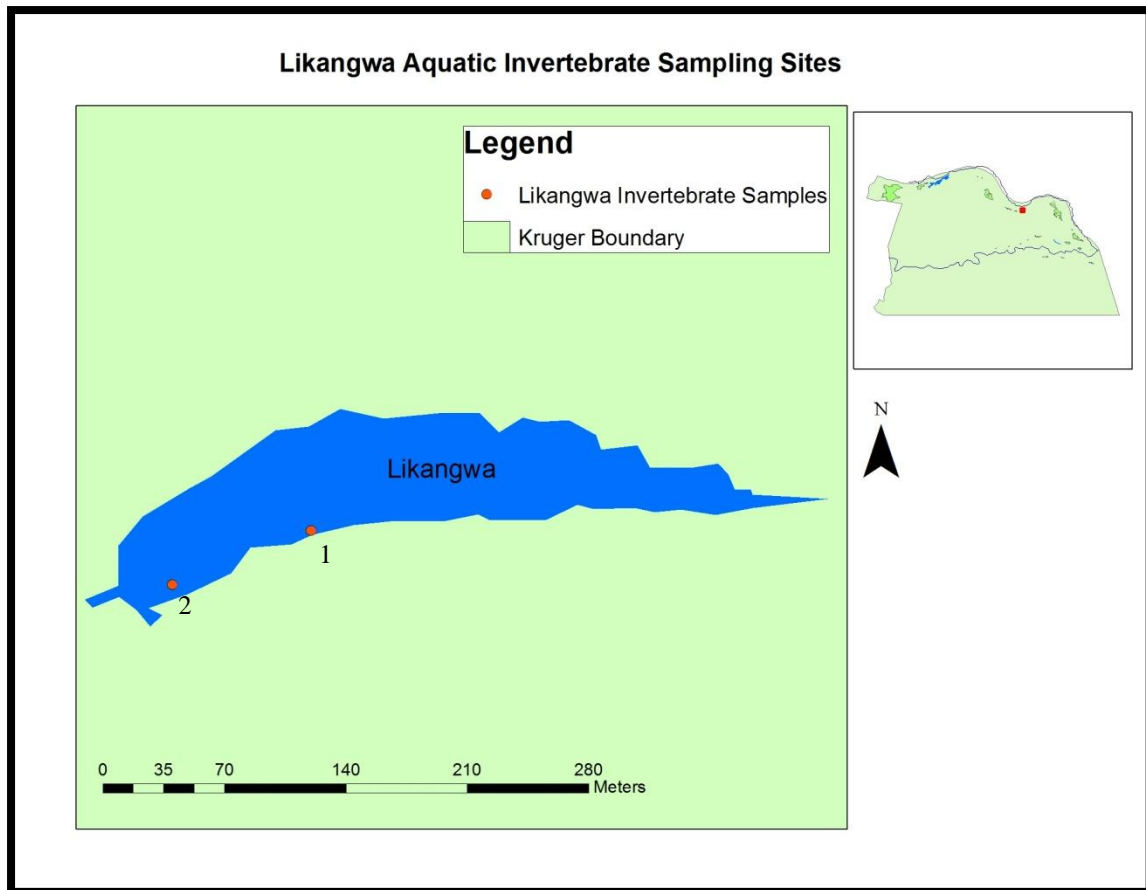 Likangwa Aquatic Invertebrate Sampling Sites
Legend
Likangwa Invertebrate Samples
Kruger Boundary
N
Likangwa
1
2
0 35 70 140 210 280
Meters